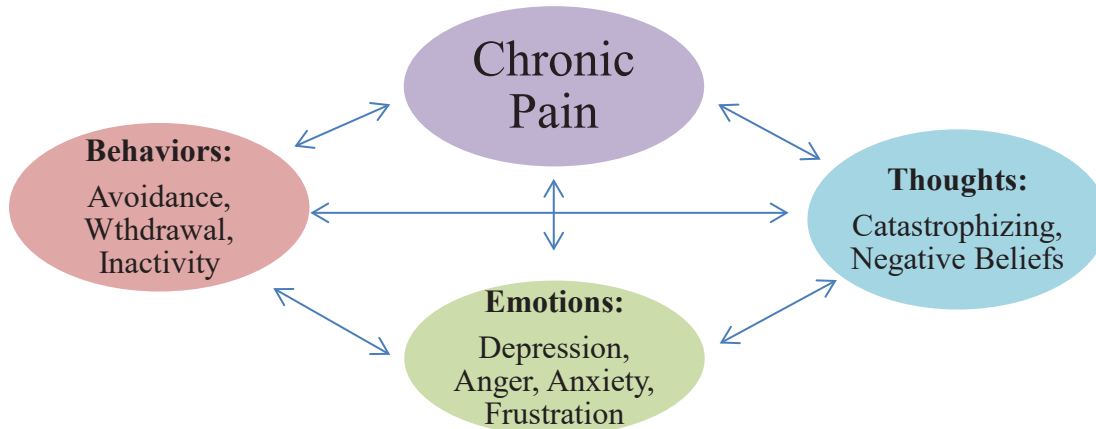 Chronic
Pain
Behaviors:
Avoidance,
Wthdrawal,
Inactivity
Thoughts:
Catastrophizing,
Negative Beliefs
Emotions:
Depression,
Anger, Anxiety,
Frustration